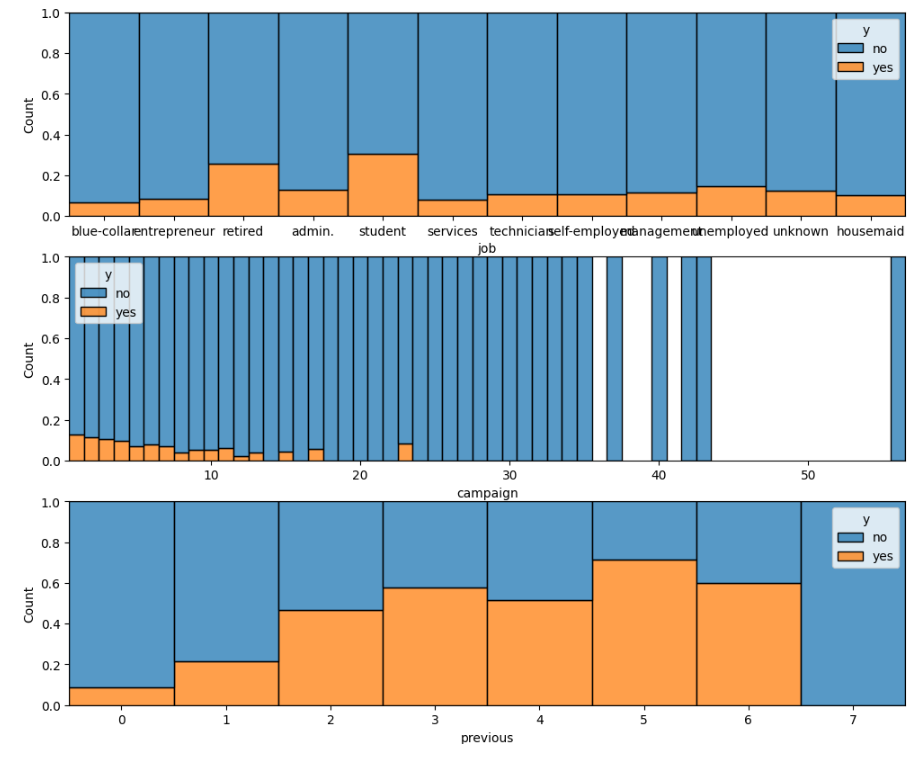 1.0
0.8
0.6
0.4
0.2
0.0
Count
y
no
yes
blue-collar entrepreneur retired admin. student services technician self-employed management unemployed unknown housemaid
job
1.0
0.8
0.6
0.4
0.2
0.0
Count
y
no
yes
10 20 30 40 50
campaign
1.0
0.8
0.6
0.4
0.2
0.0
Count
y
no
yes
0 1 2 3 4 5 6 7
previous